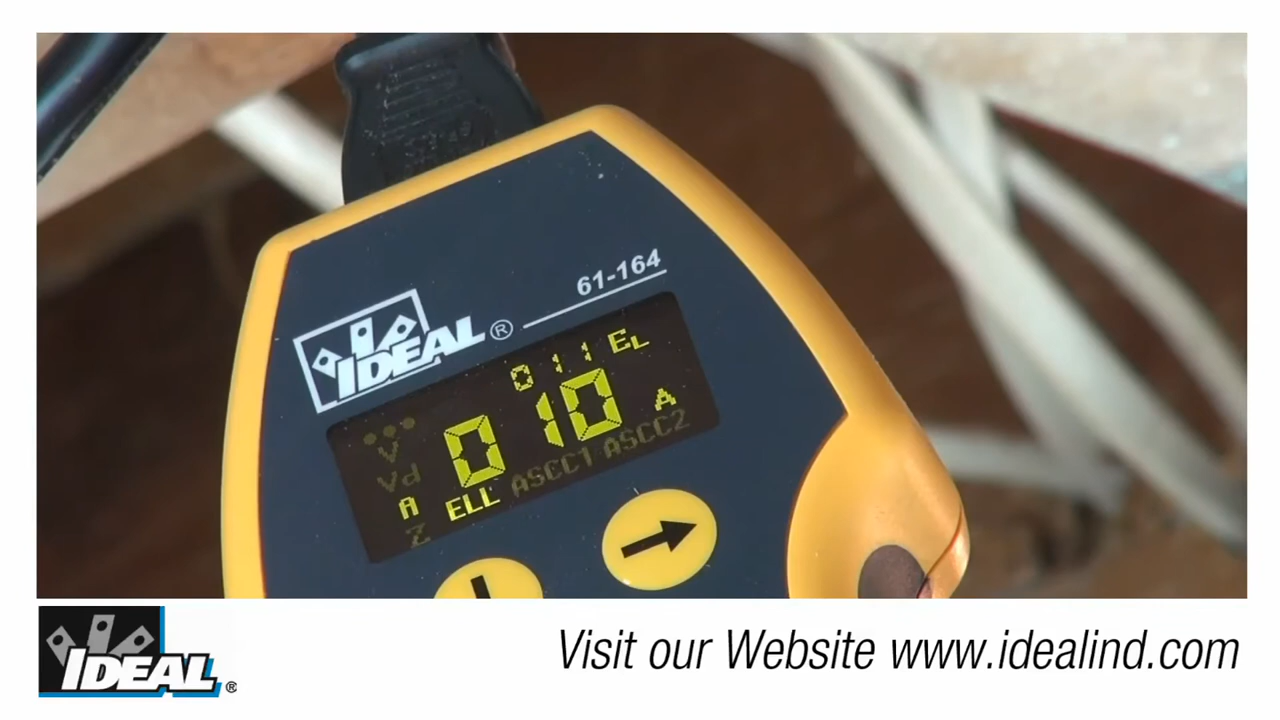 61-164
IDEAL®
011 EL
010 A
V
Vd
A ELL ASCC1 ASCC2
Z
IDEAL®
Visit our Website www.idealind.com